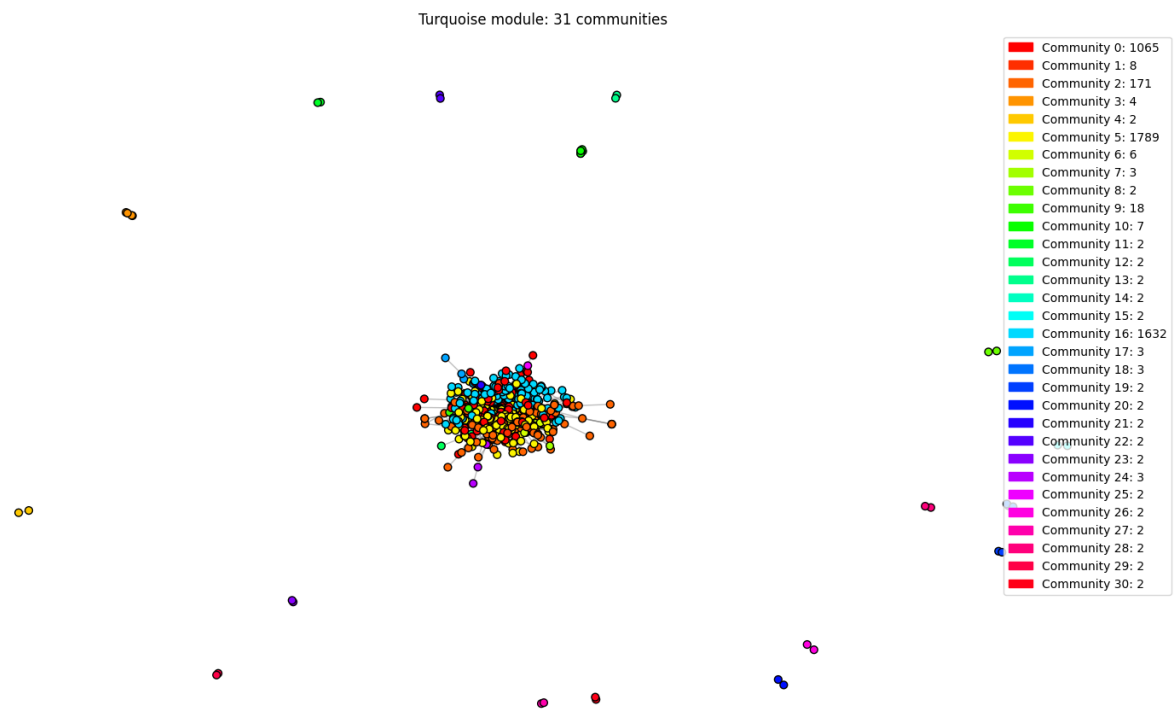 Turquoise module: 31 communities
Community 0: 1065
Community 1: 8
Community 2: 171
Community 3: 4
Community 4: 2
Community 5: 1789
Community 6: 6
Community 7: 3
Community 8: 2
Community 9: 18
Community 10: 7
Community 11: 2
Community 12: 2
Community 13: 2
Community 14: 2
Community 15: 2
Community 16: 1632
Community 17: 3
Community 18: 3
Community 19: 2
Community 20: 2
Community 21: 2
Community 22: 2
Community 23: 2
Community 24: 3
Community 25: 2
Community 26: 2
Community 27: 2
Community 28: 2
Community 29: 2
Community 30: 2